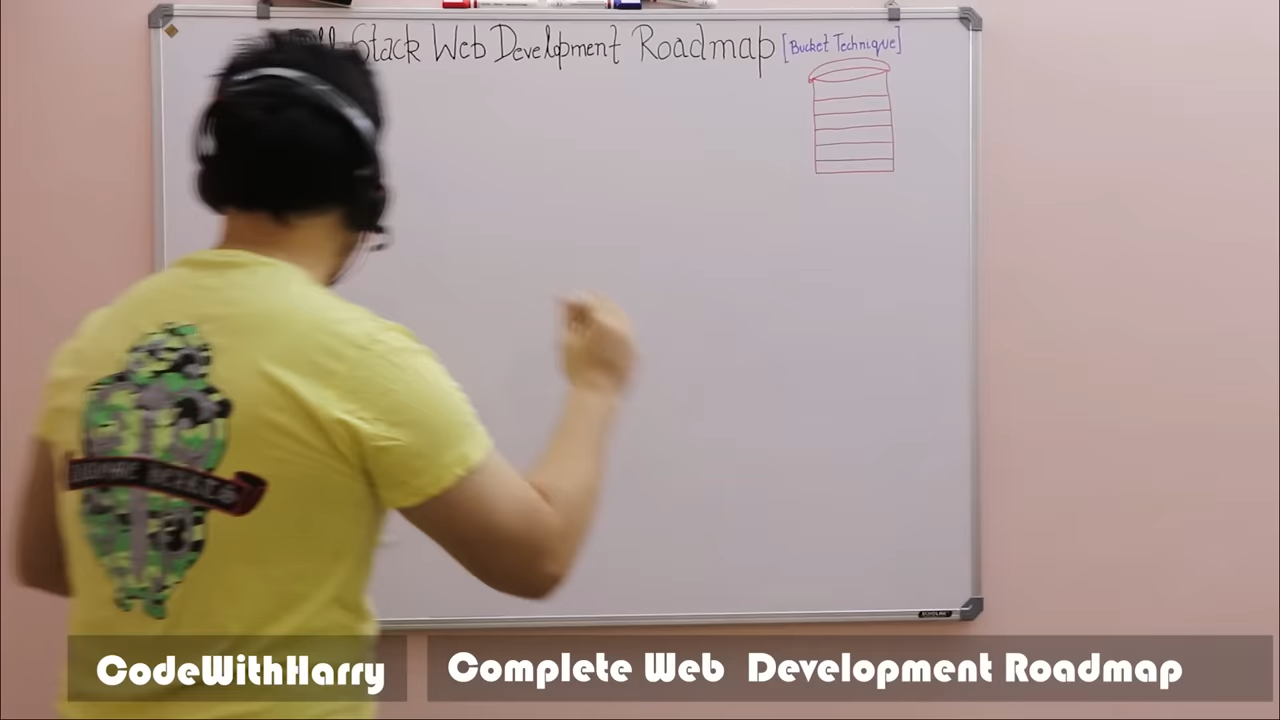 Stack Web Development Roadmap [Bucket Technique]
CodeWithHarry
Complete Web Development Roadmap